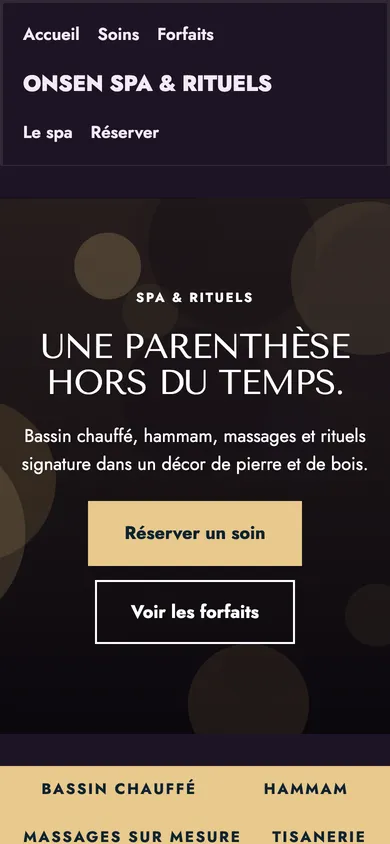 Accueil Soins Forfaits
ONSEN SPA & RITUELS
Le spa Réserver
SPA & RITUELS
UNE PARENTHÈSE
HORS DU TEMPS.
Bassin chauffé, hammam, massages et rituels
signature dans un décor de pierre et de bois.
Réserver un soin
Voir les forfaits
BASSIN CHAUFFÉ HAMMAM
MASSAGES SUR MESURE TISANERIE